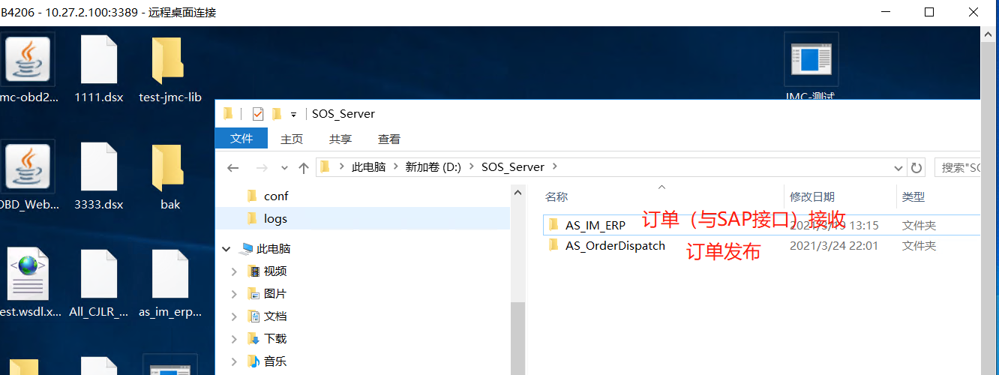 B4206 - 10.27.2.100:3389 - 远程桌面连接
mc-obd2...
1111.dsx
test-jmc-lib
JMC-测试
OBD_Web...
3333.dsx
bak
est.wsdl.x...
All_CJLR_...
as_im_erp...
SOS_Server
文件
主页
共享
查看
此电脑
新加卷 (D:)
SOS_Server
搜索"SO
conf
logs
此电脑
视频
图片
文档
下载
音乐
名称
修改日期
类型
AS_IM_ERP
订单（与SAP接口）接收
2021/3/19 13:15
文件夹
AS_OrderDispatch
订单发布
2021/3/24 22:01
文件夹